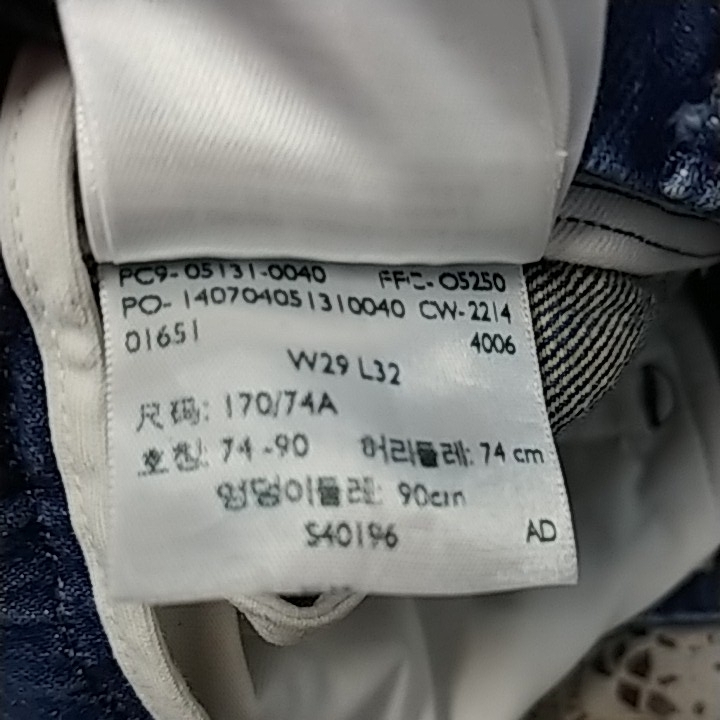 PC9-05131-0040 FFC-O5250
PO-140704051310040 CW-2214
01651 4006
W29 L32
尺码: 170/74A
호칭: 74-90 허리둘레: 74 cm
엉덩이둘레: 90cm
S40196 AD